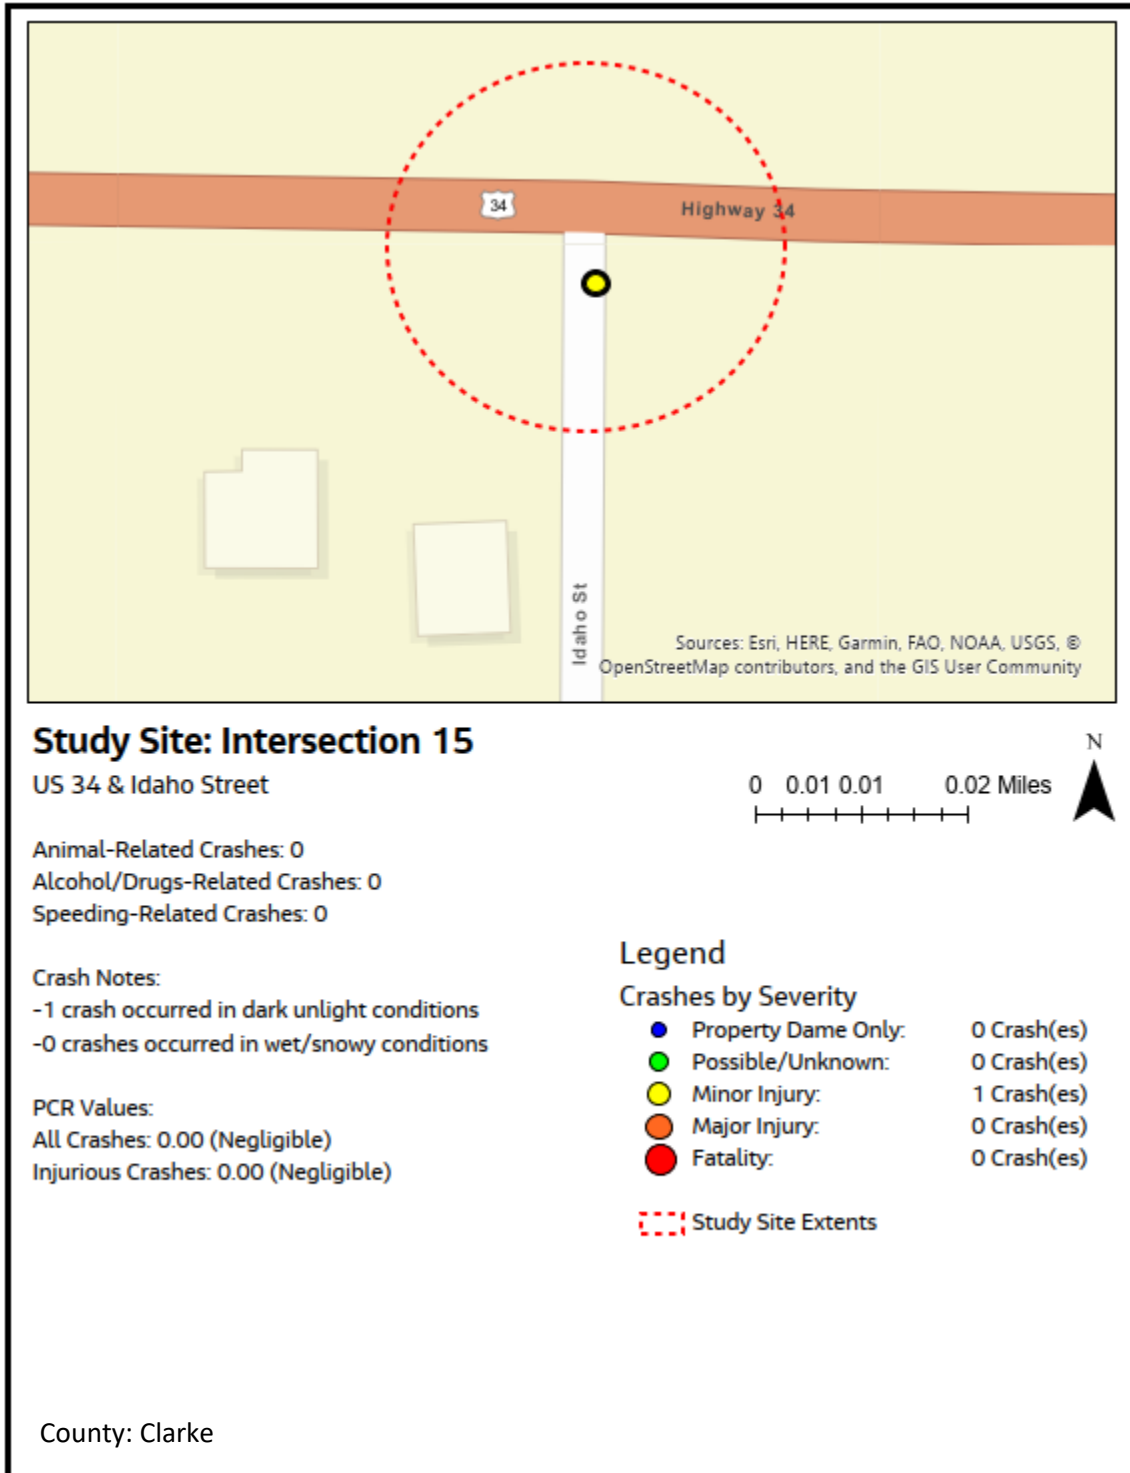 34
Highway 34
Idaho St
Sources: Esri, HERE, Garmin, FAO, NOAA, USGS, ©
OpenStreetMap contributors, and the GIS User Community
Study Site: Intersection 15
US 34 & Idaho Street
N
0 0.01 0.01 0.02 Miles
Animal-Related Crashes: 0
Alcohol/Drugs-Related Crashes: 0
Speeding-Related Crashes: 0
Crash Notes:
-1 crash occurred in dark unlight conditions
-0 crashes occurred in wet/snowy conditions
PCR Values:
All Crashes: 0.00 (Negligible)
Injurious Crashes: 0.00 (Negligible)
Legend
Crashes by Severity
Property Dame Only: 0 Crash(es)
Possible/Unknown: 0 Crash(es)
Minor Injury: 1 Crash(es)
Major Injury: 0 Crash(es)
Fatality: 0 Crash(es)
Study Site Extents
County: Clarke